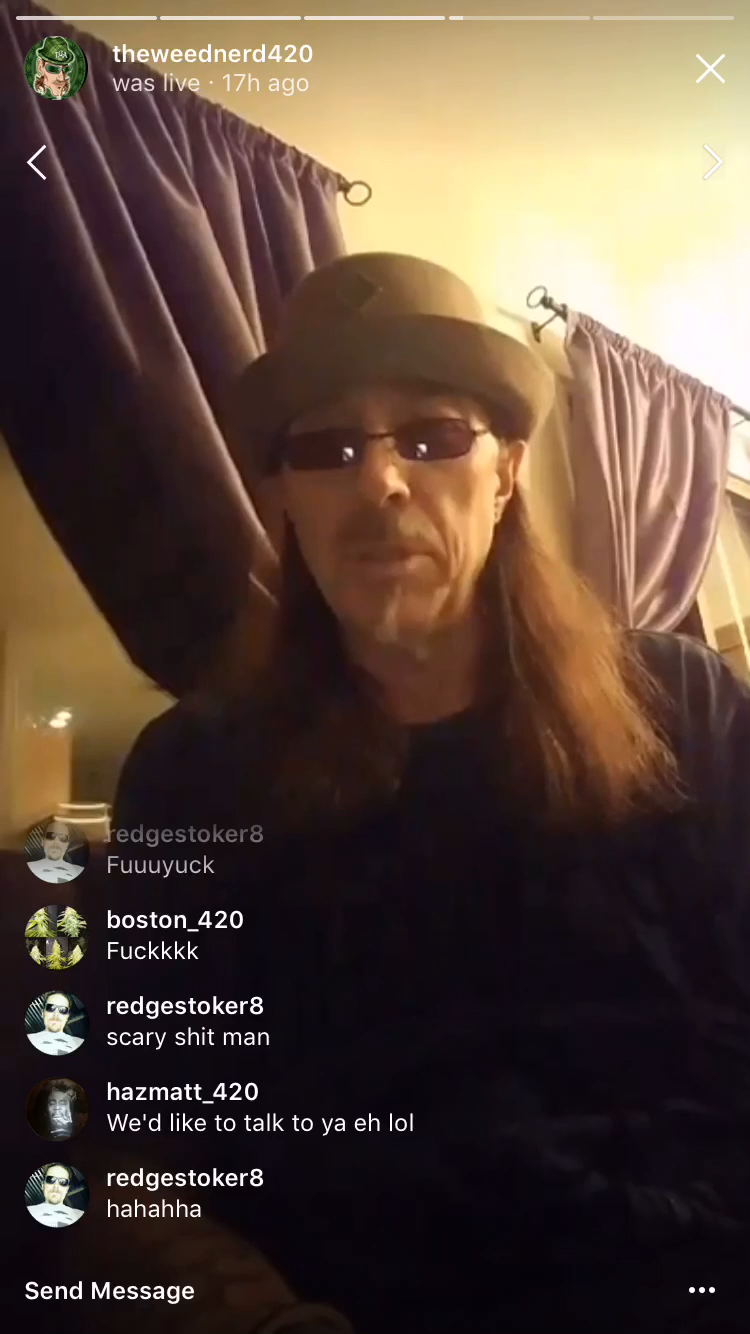 theweednerd420
was live · 17h ago
redgestoker8
Fuuuyuck
boston_420
Fuckkkk
redgestoker8
scary shit man
hazmatt_420
We'd like to talk to ya eh lol
redgestoker8
hahahha
Send Message